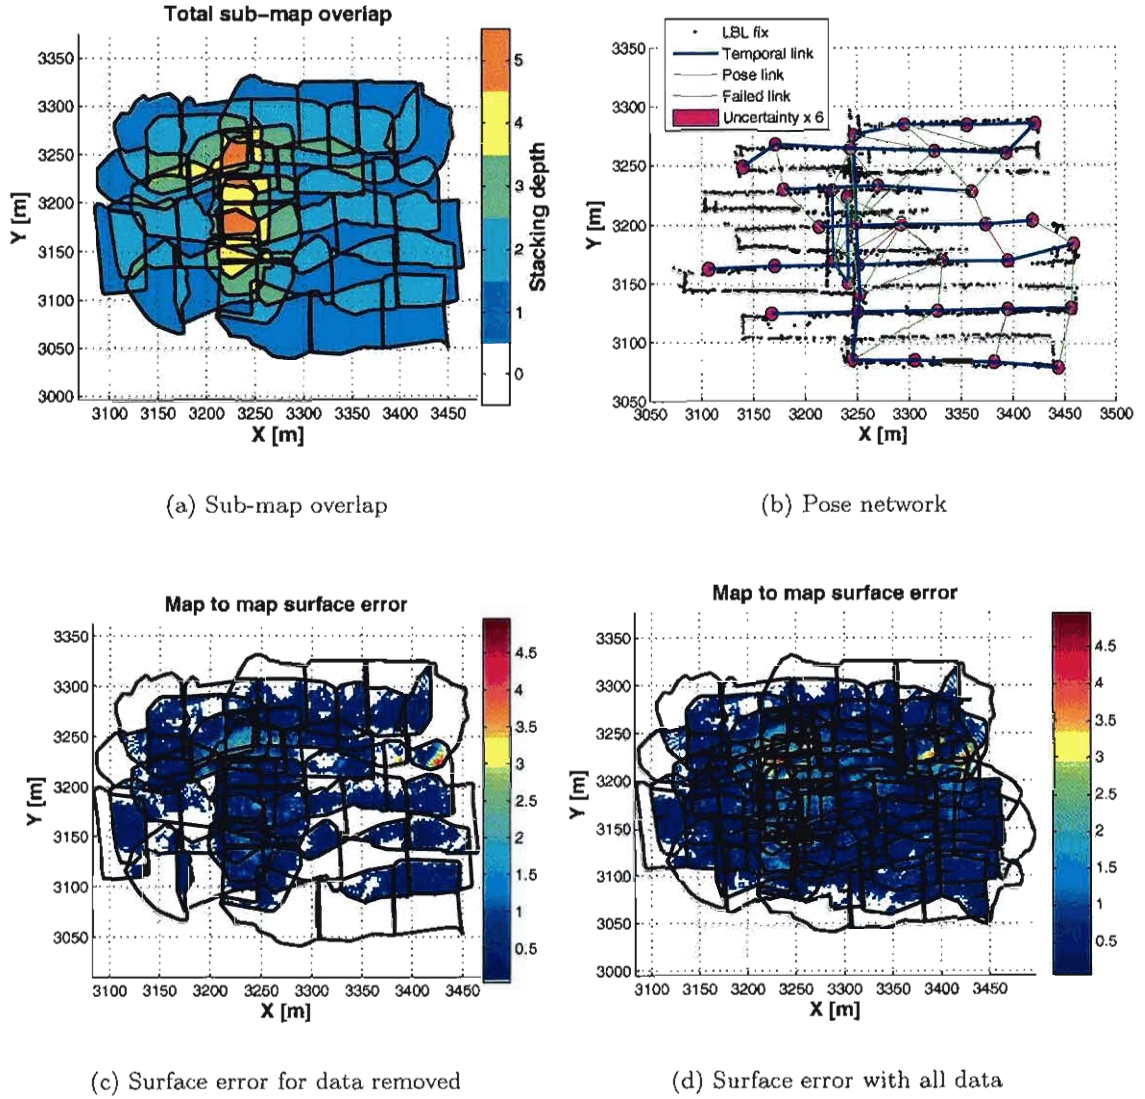 Total sub-map overlap
3350
3300
3250
3200
3150
3100
3050
3000
Y [m]
3100 3150 3200 3250 3300 3350 3400 3450
X [m]
5
4
3
2
1
0
Stacking depth
(a) Sub-map overlap
LBL fix
Temporal link
Pose link
Failed link
Uncertainty x 6
3350
3300
3250
3200
3150
3100
3050
Y [m]
3050 3100 3150 3200 3250 3300 3350 3400 3450 3500
X [m]
(b) Pose network
Map to map surface error
3350
3300
3250
3200
3150
3100
3050
Y [m]
3100 3150 3200 3250 3300 3350 3400 3450
X [m]
4.5
4
3.5
3
2.5
2
1.5
1
0.5
(c) Surface error for data removed
Map to map surface error
3350
3300
3250
3200
3150
3100
3050
3000
Y [m]
3100 3150 3200 3250 3300 3350 3400 3450
X [m]
4.5
4
3.5
3
2.5
2
1.5
1
0.5
(d) Surface error with all data